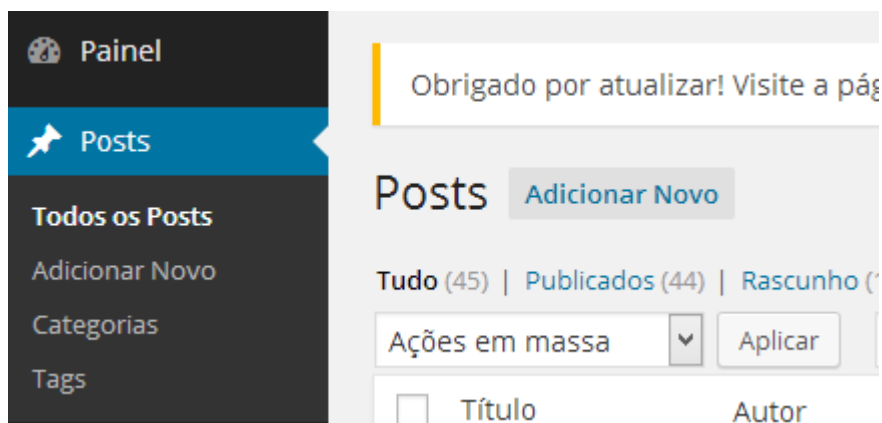 Painel
Posts
Todos os Posts
Adicionar Novo
Categorias
Tags
Obrigado por atualizar! Visite a
Posts Adicionar Novo
Tudo (45) | Publicados (44) | Rascunho
Ações em massa Aplicar
Título Autor